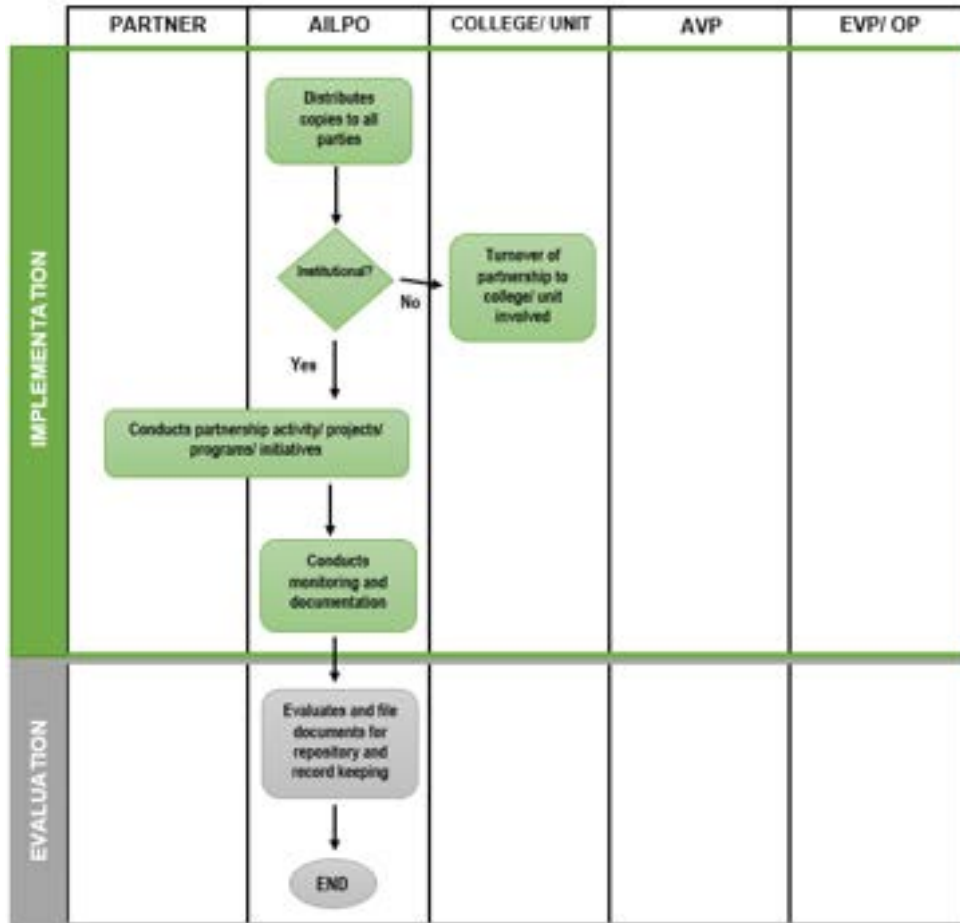 PARTNER
AILPO
COLLEGE/ UNIT
AVP
EVP/ OP
IMPLEMENTATION
Distributes
copies to all
parties
Institutional?
No
Turnover of
partnership to
college/ unit
involved
Yes
Conducts partnership activity/ projects/
programs/ initiatives
Conducts
monitoring and
documentation
EVALUATION
Evaluates and file
documents for
repository and
record keeping
END